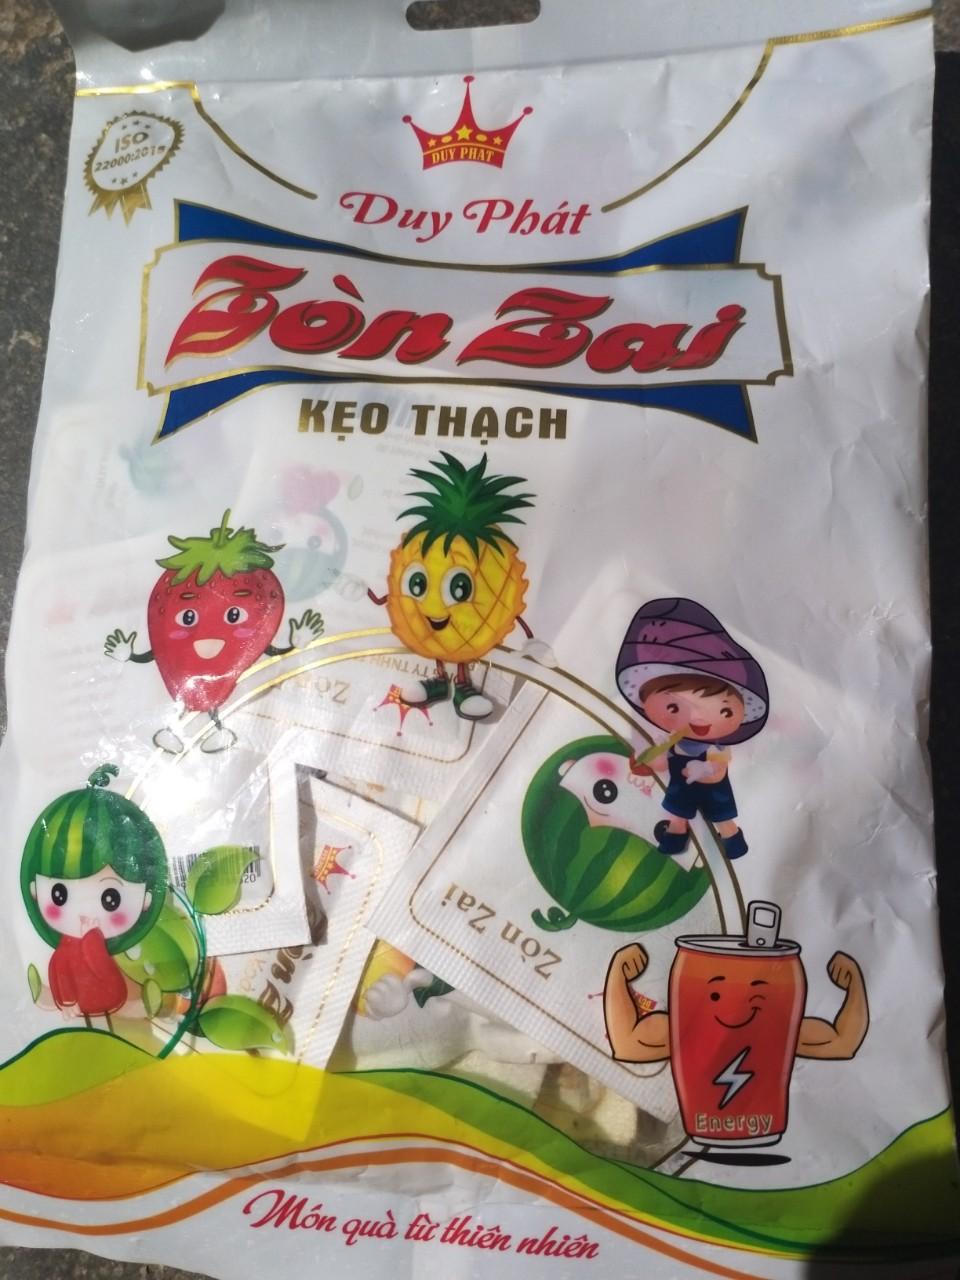 DUY PHAT
ISO
22000:2018
Duy Phát
Zòn Zai
KẸO THẠCH
Zòn Zai
Energy
Món quà từ thiên nhiên